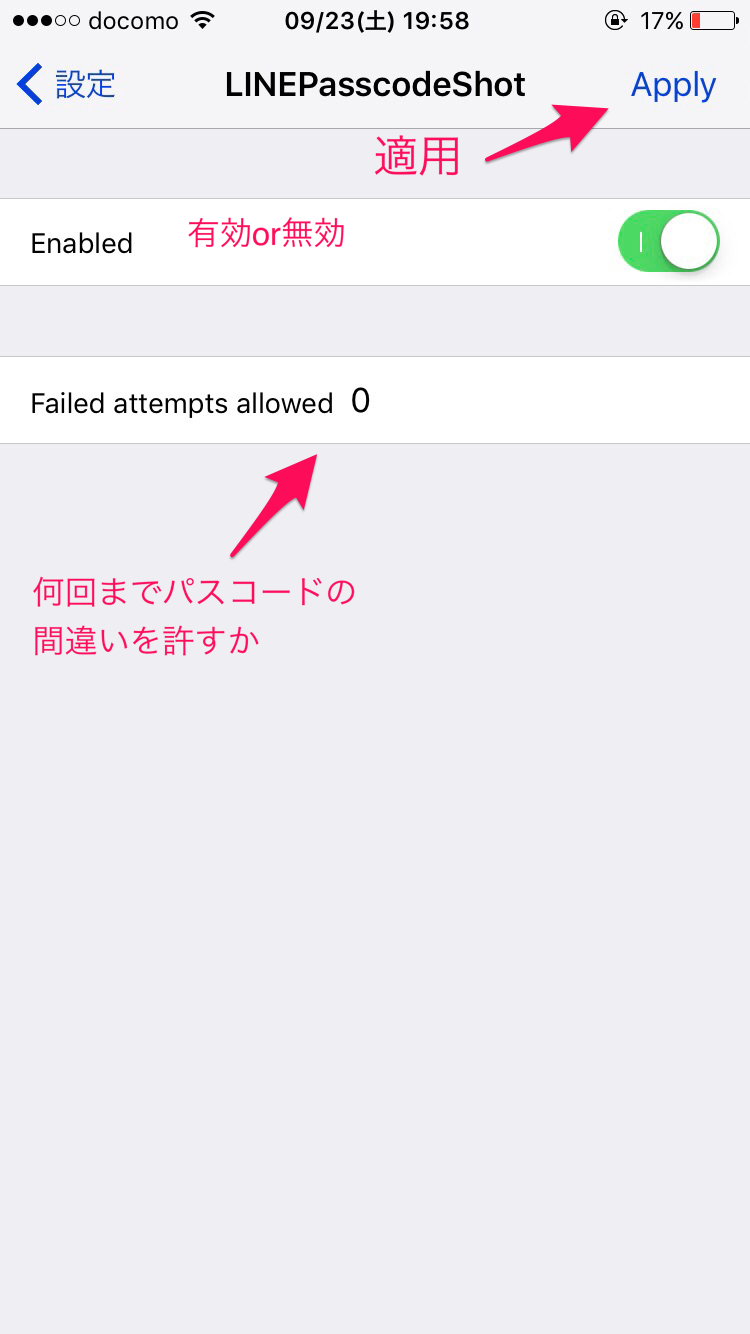 docomo 09/23(土) 19:58 17%
設定 LINEPasscodeShot Apply
適用
Enabled 有効or無効
Failed attempts allowed 0
何回までパスコードの
間違いを許すか